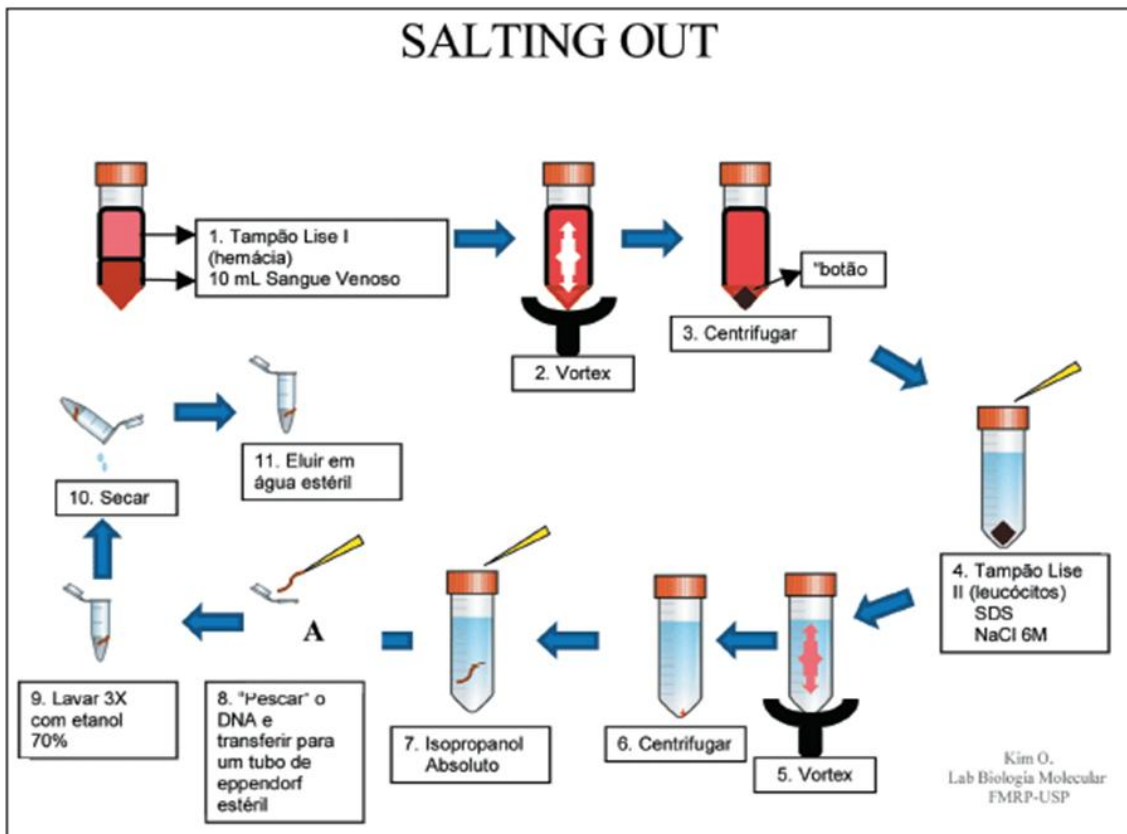 SALTING OUT
1. Tampão Lise I
(hemácia)
10 mL Sangue Venoso
2. Vortex
"botão
3. Centrifugar
4. Tampão Lise
II (leucócitos)
SDS
NaCl 6M
5. Vortex
6. Centrifugar
7. Isopropanol
Absoluto
A
8. "Pescar" o
DNA e
transferir para
um tubo de
eppendorf
estéril
9. Lavar 3X
com etanol
70%
10. Secar
11. Eluir em
água estéril
Kim O.
Lab Biologia Molecular
FMRP-USP